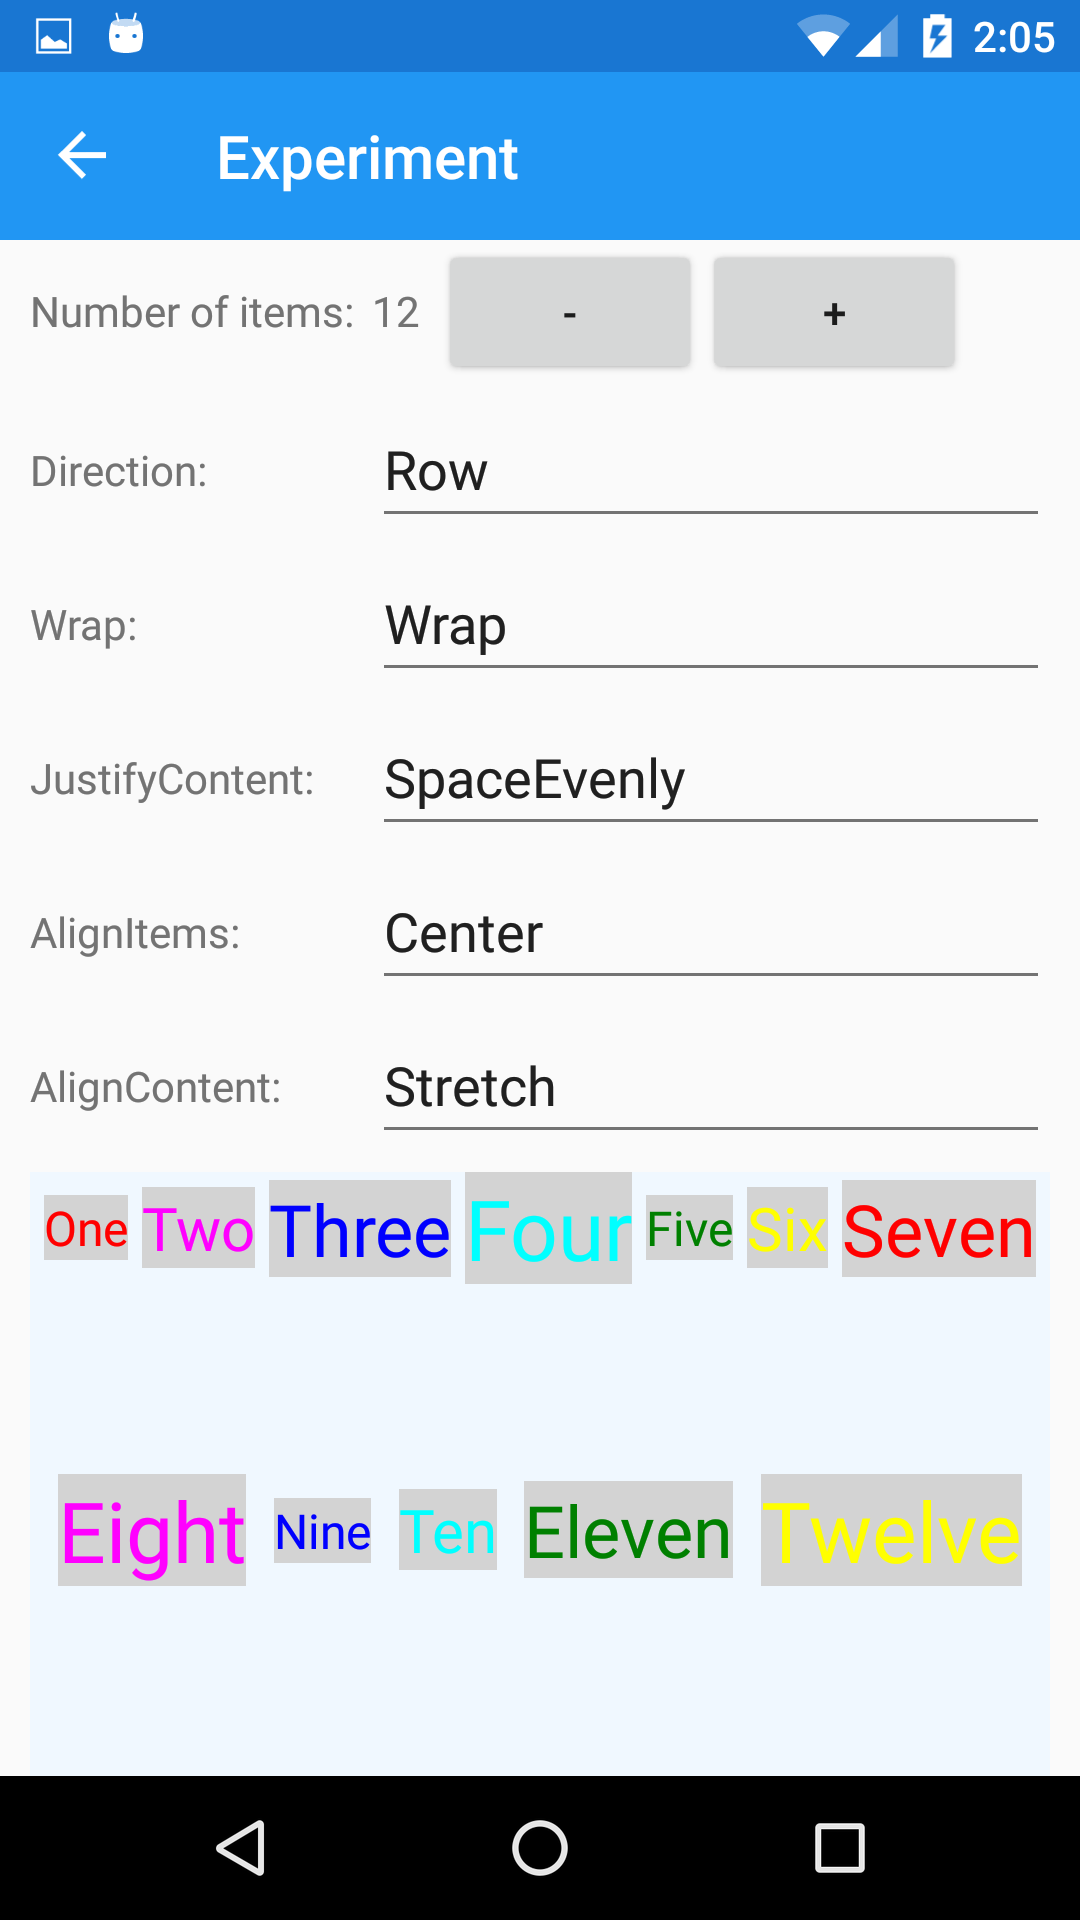 2:05
Experiment
Number of items: 12 - +
Direction: Row
Wrap: Wrap
JustifyContent: SpaceEvenly
AlignItems: Center
AlignContent: Stretch
One Two Three Four Five Six Seven
Eight Nine Ten Eleven Twelve